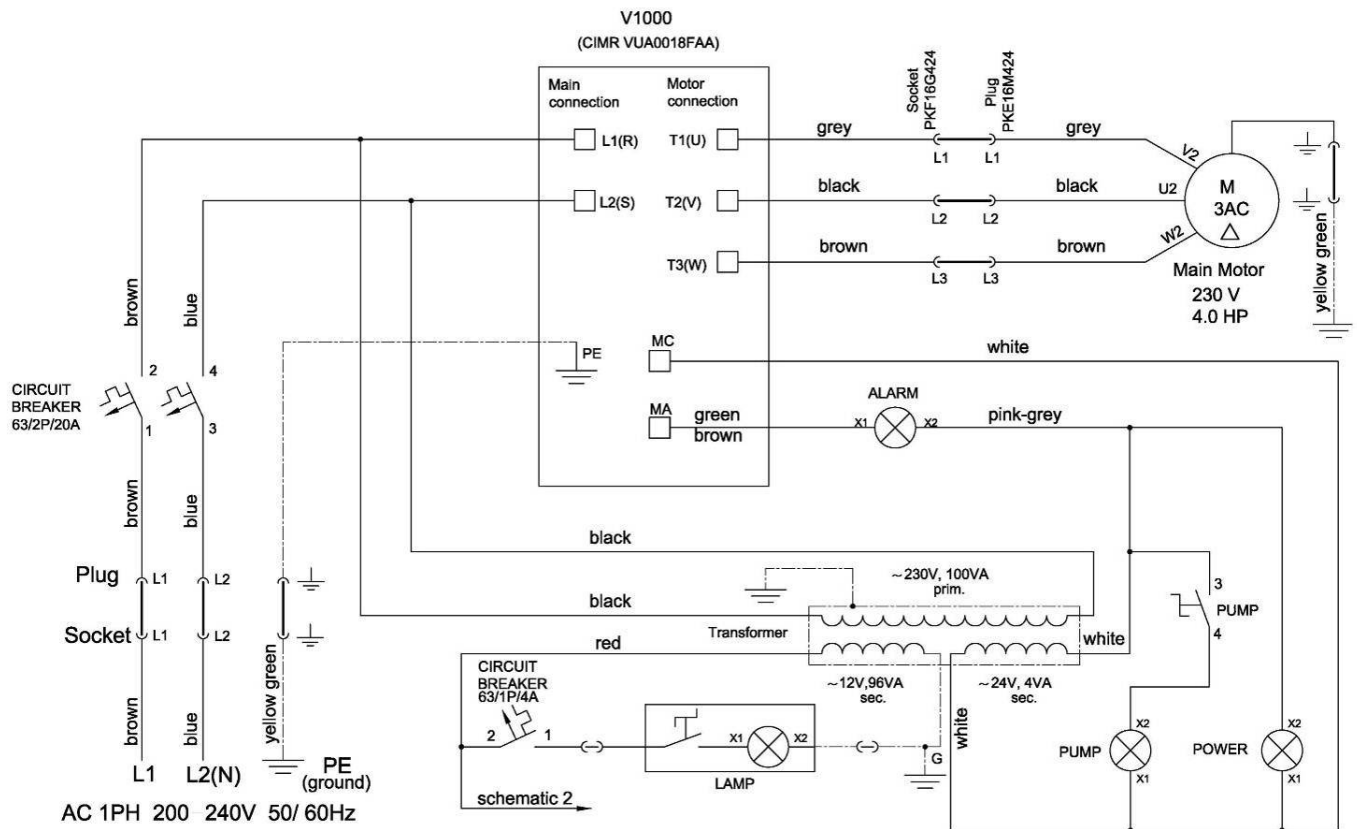 V1000
(CIMR VUA0018FAA)
Main
connection
Motor
connection
L1(R)
T1(U)
L2(S)
T2(V)
T3(W)
Socket
PKF16G424
Plug
PKE16M424
grey
grey
L1
L1
black
black
L2
L2
brown
brown
L3
L3
V2
U2
W2
M
3AC
Main Motor
230 V
4.0 HP
yellow green
brown
blue
PE
MC
white
CIRCUIT
BREAKER
63/2P/20A
2
4
1
3
MA
green
brown
ALARM
X1
X2
pink-grey
brown
blue
black
Plug
L1
L2
Socket
L1
L2
~230V, 100VA
prim.
black
Transformer
white
3
PUMP
4
red
~12V,96VA
sec.
~24V, 4VA
sec.
CIRCUIT
BREAKER
63/1P/4A
2
1
X1
X2
LAMP
G
white
PUMP
X2
X1
POWER
X2
X1
brown
blue
yellow green
L1
L2(N)
PE
(ground)
schematic 2
AC 1PH 200 240V 50/ 60Hz